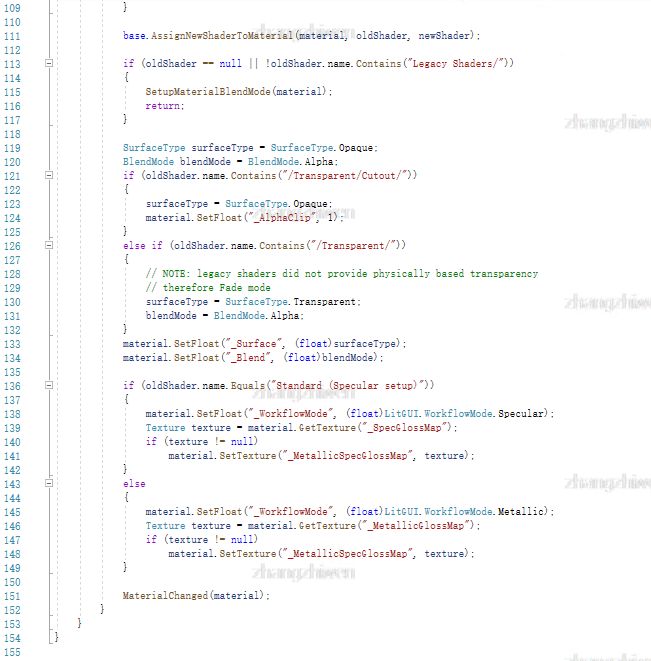 109 }
110
111 base.AssignNewShaderToMaterial(material, oldShader, newShader);
112
113 if (oldShader == null || !oldShader.name.Contains("Legacy Shaders/"))
114 {
115 SetupMaterialBlendMode(material);
116 return;
117 }
118
119 SurfaceType surfaceType = SurfaceType.Opaque;
120 BlendMode blendMode = BlendMode.Alpha;
121 if (oldShader.name.Contains("/Transparent/Cutout/"))
122 {
123 surfaceType = SurfaceType.Opaque;
124 material.SetFloat("_AlphaClip", 1);
125 }
126 else if (oldShader.name.Contains("/Transparent/"))
127 {
128 // NOTE: legacy shaders did not provide physically based transparency
129 // therefore Fade mode
130 surfaceType = SurfaceType.Transparent;
131 blendMode = BlendMode.Alpha;
132 }
133 material.SetFloat("_Surface", (float)surfaceType);
134 material.SetFloat("_Blend", (float)blendMode);
135
136 if (oldShader.name.Equals("Standard (Specular setup)"))
137 {
138 material.SetFloat("_WorkflowMode", (float)LitGUI.WorkflowMode.Specular);
139 Texture texture = material.GetTexture("_SpecGlossMap");
140 if (texture != null)
141 material.SetTexture("_MetallicSpecGlossMap", texture);
142 }
143 else
144 {
145 material.SetFloat("_WorkflowMode", (float)LitGUI.WorkflowMode.Metallic);
146 Texture texture = material.GetTexture("_MetallicGlossMap");
147 if (texture != null)
148 material.SetTexture("_MetallicSpecGlossMap", texture);
149 }
150
151 MaterialChanged(material);
152 }
153 }
154 }
155